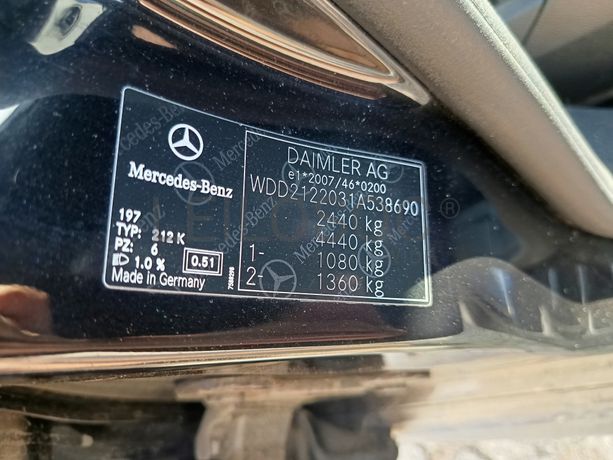 Mercedes-Benz
197
TYP: 212 K
PZ: 6
1.0 % 0.51
Made in Germany
DAIMLER AG
e1*2007/46*0200
WDD2122031A538690
2440 kg
4440 kg
1- 1080 kg
2- 1360 kg